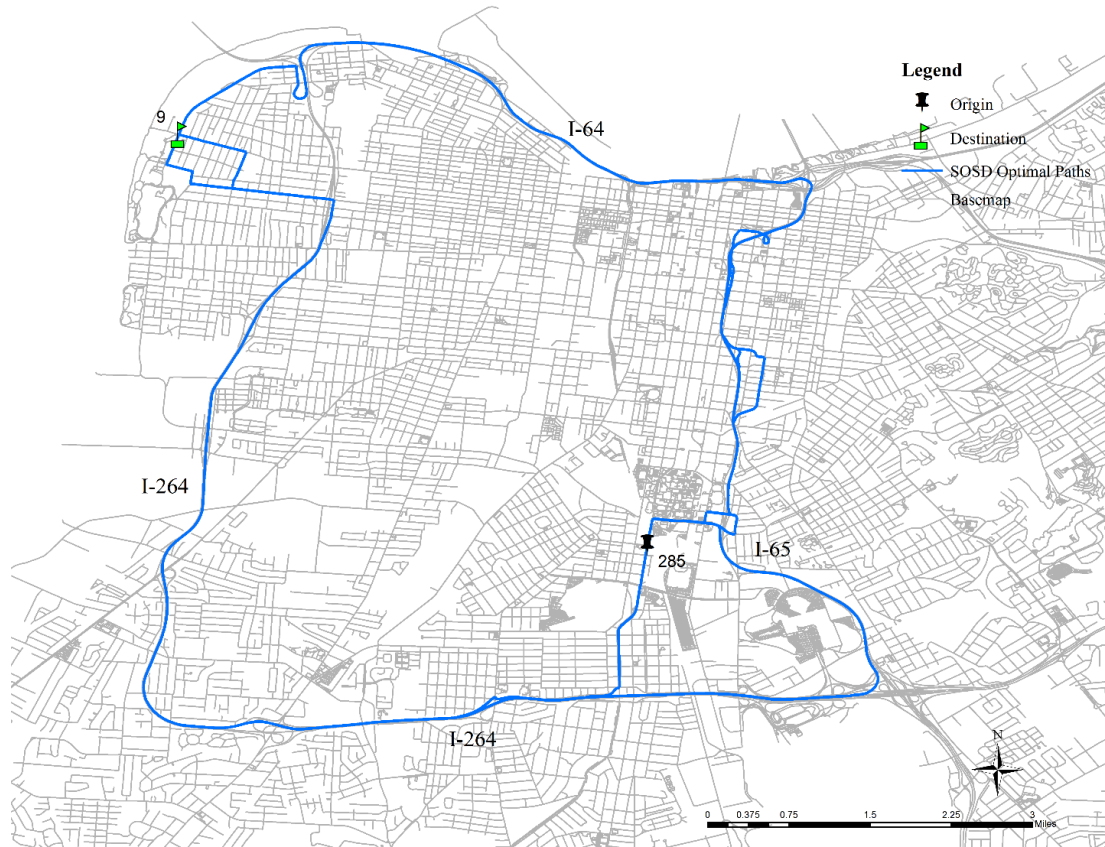 I-64
Legend
Origin
9
Destination
SOSD Optimal Paths
Basemap
I-264
I-65
285
I-264
N
0 0.375 0.75 1.5 2.25 3
Miles